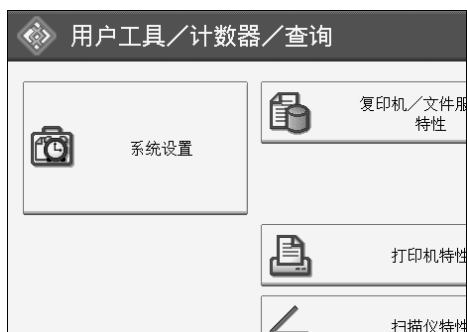 用户工具／计数器／查询
系统设置
复印机／文件服
特性
打印机特性
扫描仪特性